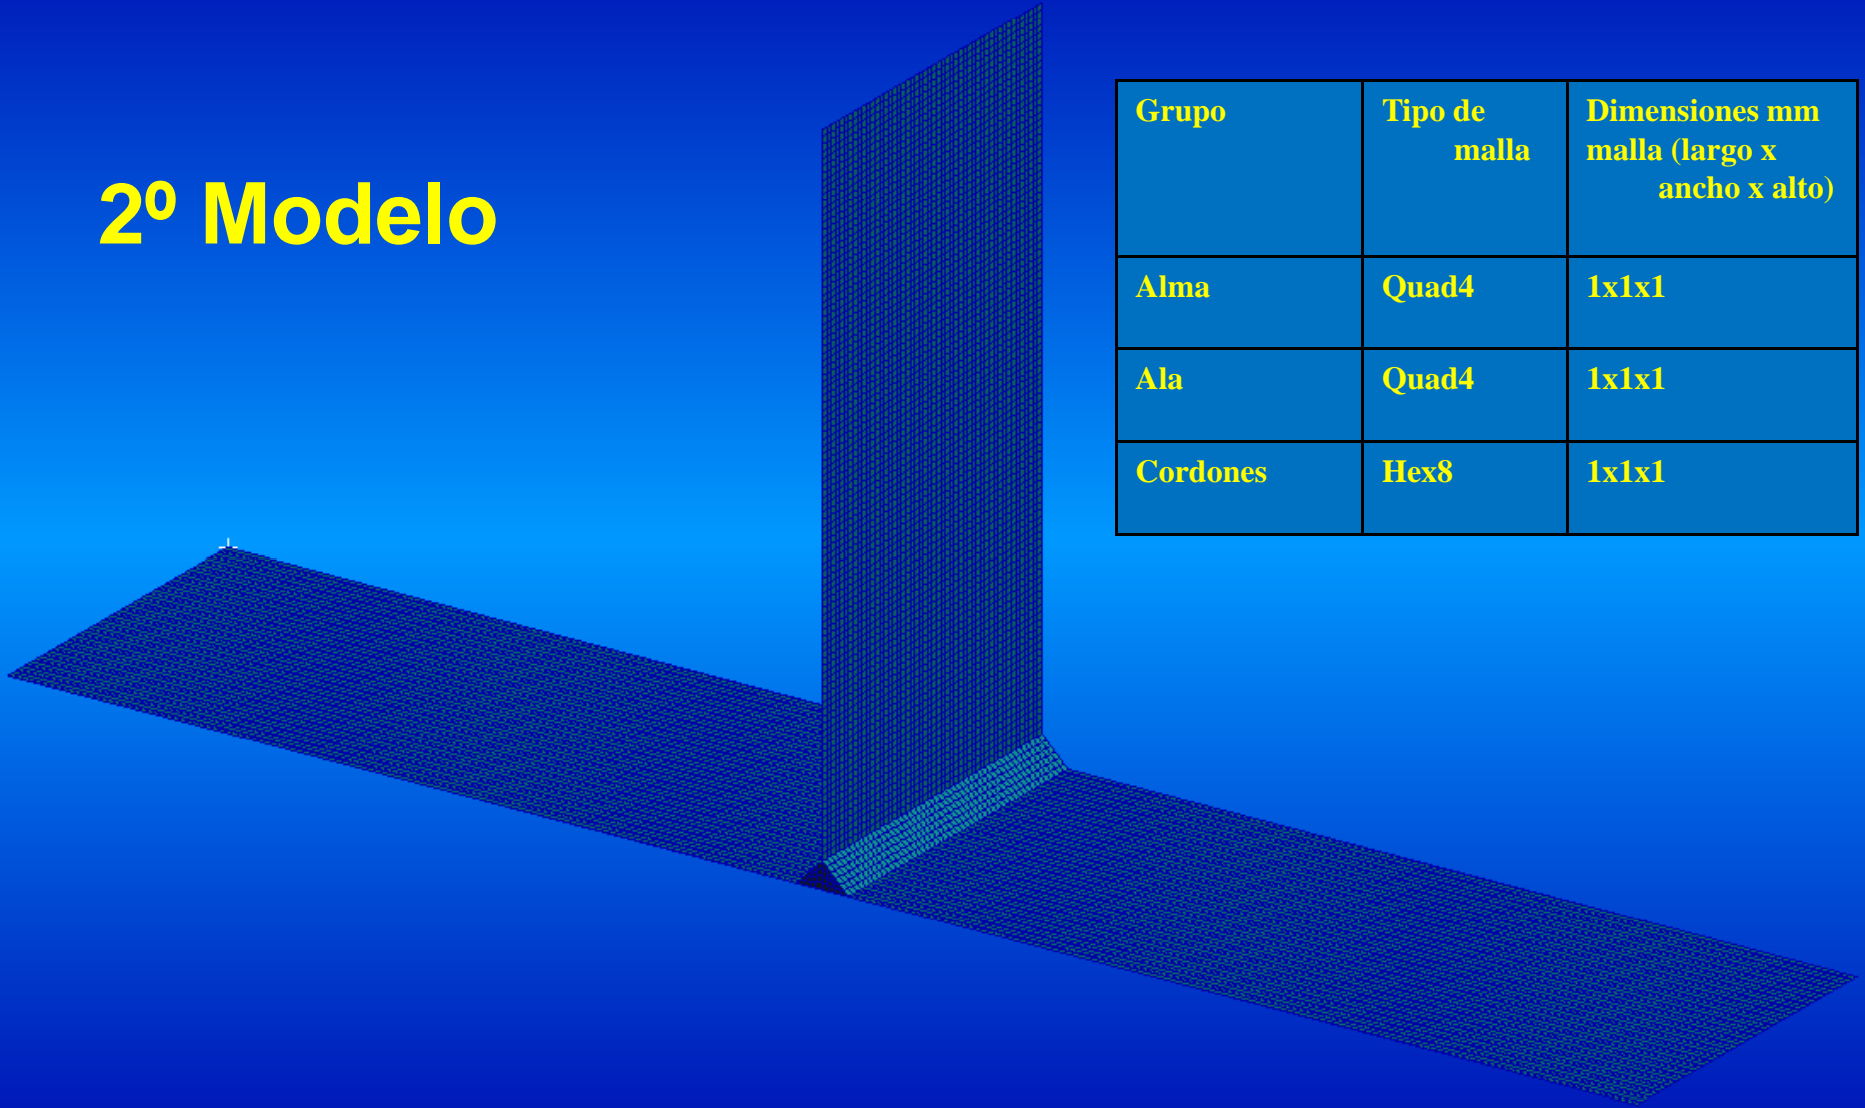 2º Modelo
Grupo
Tipo de
malla
Dimensiones mm
malla (largo x
ancho x alto)
Alma
Quad4
1x1x1
Ala
Quad4
1x1x1
Cordones
Hex8
1x1x1